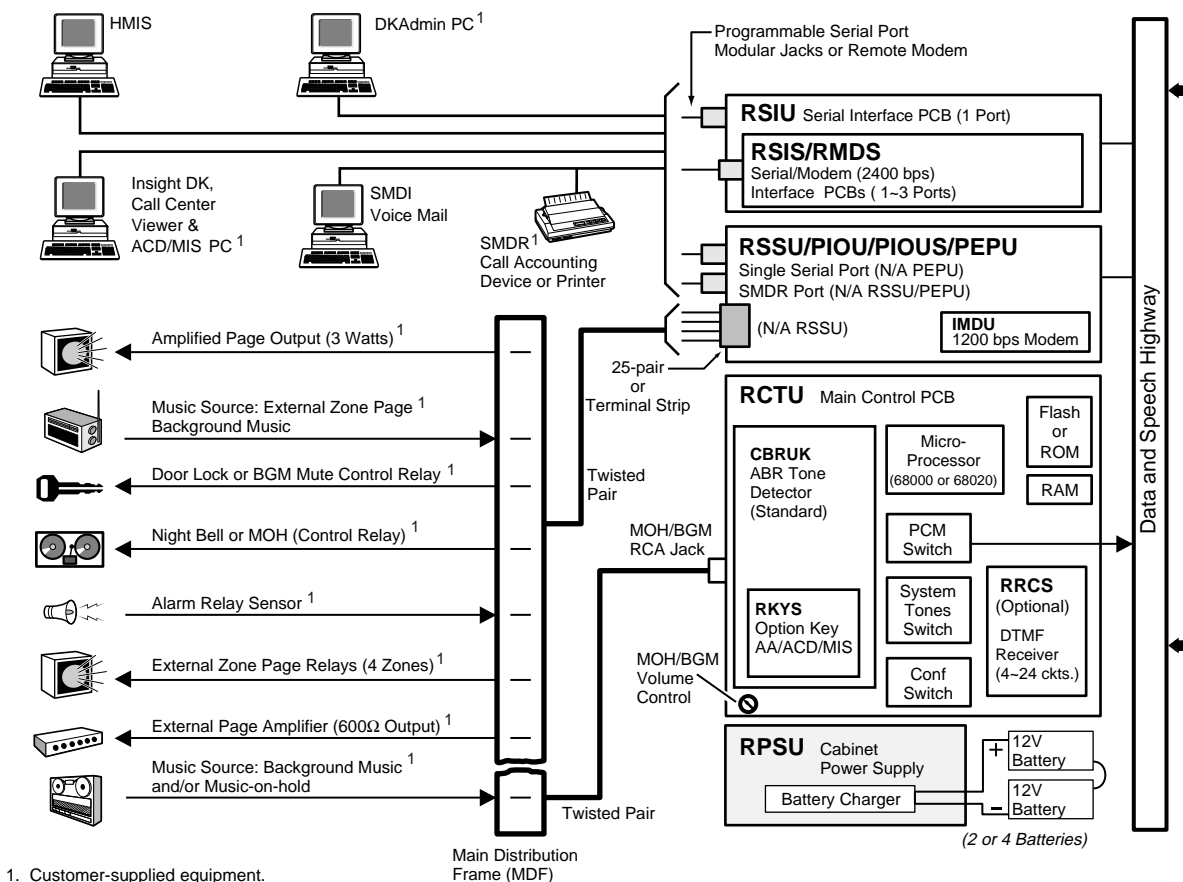 HMIS
DKAdmin PC 1
Programmable Serial Port
Modular Jacks or Remote Modem
RSIU Serial Interface PCB (1 Port)
RSIS/RMDS
Serial/Modem (2400 bps)
Interface PCBs ( 1~3 Ports)
Insight DK,
Call Center
Viewer &
ACD/MIS PC 1
SMDI
Voice Mail
SMDR 1
Call Accounting
Device or Printer
RSSU/PIOU/PIOUS/PEPU
Single Serial Port (N/A PEPU)
SMDR Port (N/A RSSU/PEPU)
(N/A RSSU)
IMDU
1200 bps Modem
25-pair
or
Terminal Strip
Data and Speech Highway
Amplified Page Output (3 Watts) 1
Music Source: External Zone Page 1
Background Music
Door Lock or BGM Mute Control Relay 1
Night Bell or MOH (Control Relay) 1
Alarm Relay Sensor 1
External Zone Page Relays (4 Zones) 1
External Page Amplifier (600Ω Output) 1
Music Source: Background Music 1
and/or Music-on-hold
Twisted
Pair
MOH/BGM
RCA Jack
MOH/BGM
Volume
Control
Twisted Pair
RCTU Main Control PCB
CBRUK
ABR Tone
Detector
(Standard)
RKYS
Option Key
AA/ACD/MIS
Micro-
Processor
(68000 or 68020)
Flash
or
ROM
RAM
PCM
Switch
System
Tones
Switch
Conf
Switch
RRCS
(Optional)
DTMF
Receiver
(4~24 ckts.)
RPSU Cabinet
Power Supply
Battery Charger
+
12V
Battery
–
12V
Battery
(2 or 4 Batteries)
Main Distribution
Frame (MDF)
1. Customer-supplied equipment.